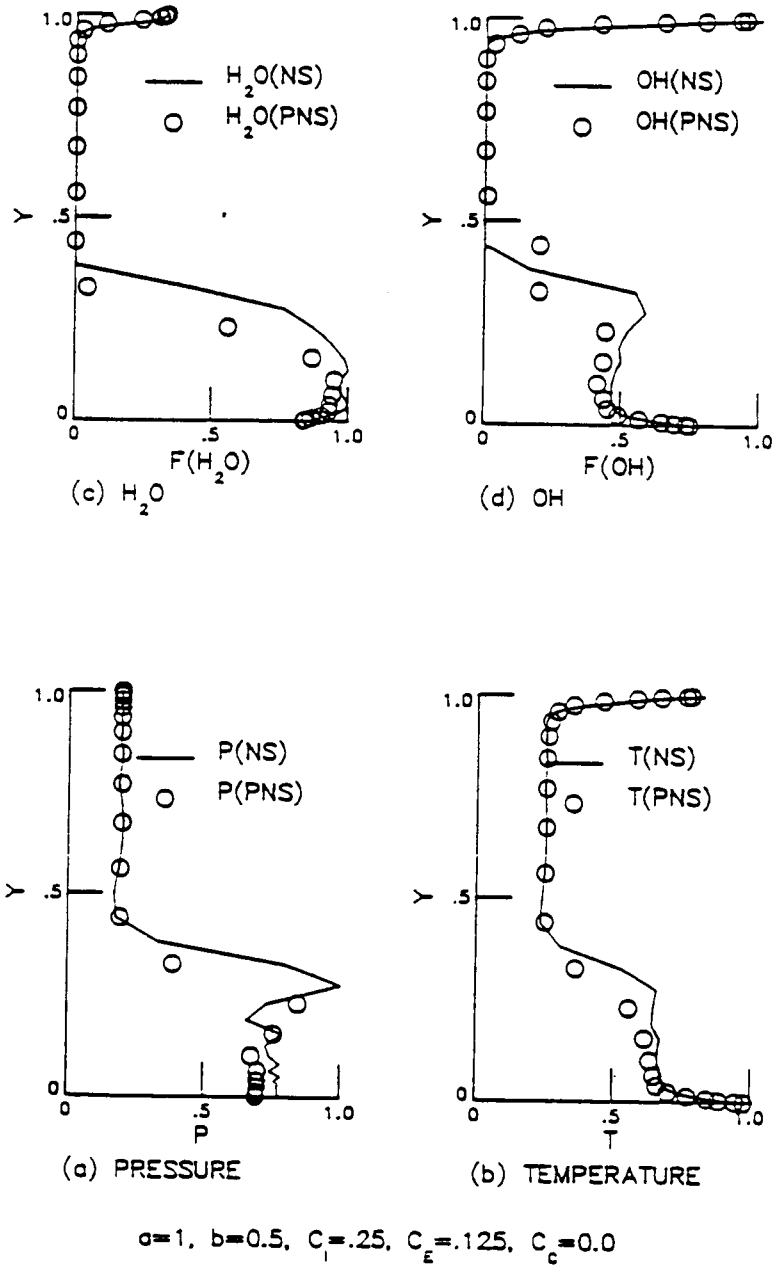 1.0
H₂O(NS)
H₂O(PNS)
Y
.5
0
0
.5
1.0
F(H₂O)
(c) H₂O
1.0
OH(NS)
OH(PNS)
Y
.5
0
0
.5
1.0
F(OH)
(d) OH
1.0
P(NS)
P(PNS)
Y
.5
0
0
.5
1.0
P
(a) PRESSURE
1.0
T(NS)
T(PNS)
Y
.5
0
0
.5
1.0
T
(b) TEMPERATURE
a=1, b=0.5, C_I=.25, C_E=.125, C_C=0.0